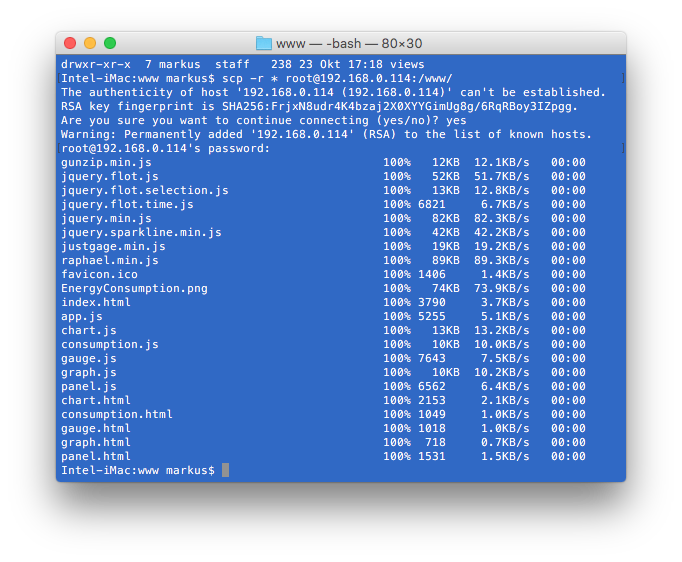 www — -bash — 80×30
drwxr-xr-x  7 markus  staff   238 23 Okt 17:18 views
[Intel-iMac:www markus$ scp -r * root@192.168.0.114:/www/ ]
The authenticity of host '192.168.0.114 (192.168.0.114)' can't be established.
RSA key fingerprint is SHA256:FrjxN8udr4K4bzaj2X0XYYGimUg8g/6RqRBoy3IZpgg.
Are you sure you want to continue connecting (yes/no)? yes
Warning: Permanently added '192.168.0.114' (RSA) to the list of known hosts.
[root@192.168.0.114's password: ]
gunzip.min.js                                 100%   12KB  12.1KB/s   00:00
jquery.flot.js                                100%   52KB  51.7KB/s   00:00
jquery.flot.selection.js                      100%   13KB  12.8KB/s   00:00
jquery.flot.time.js                           100% 6821     6.7KB/s   00:00
jquery.min.js                                 100%   82KB  82.3KB/s   00:00
jquery.sparkline.min.js                       100%   42KB  42.2KB/s   00:00
justgage.min.js                               100%   19KB  19.2KB/s   00:00
raphael.min.js                                100%   89KB  89.3KB/s   00:00
favicon.ico                                   100% 1406     1.4KB/s   00:00
EnergyConsumption.png                         100%   74KB  73.9KB/s   00:00
index.html                                    100% 3790     3.7KB/s   00:00
app.js                                        100% 5255     5.1KB/s   00:00
chart.js                                      100%   13KB  13.2KB/s   00:00
consumption.js                                100%   10KB  10.0KB/s   00:00
gauge.js                                      100% 7643     7.5KB/s   00:00
graph.js                                      100%   10KB  10.2KB/s   00:00
panel.js                                      100% 6562     6.4KB/s   00:00
chart.html                                    100% 2153     2.1KB/s   00:00
consumption.html                              100% 1049     1.0KB/s   00:00
gauge.html                                    100% 1018     1.0KB/s   00:00
graph.html                                    100%  718     0.7KB/s   00:00
panel.html                                    100% 1531     1.5KB/s   00:00
Intel-iMac:www markus$